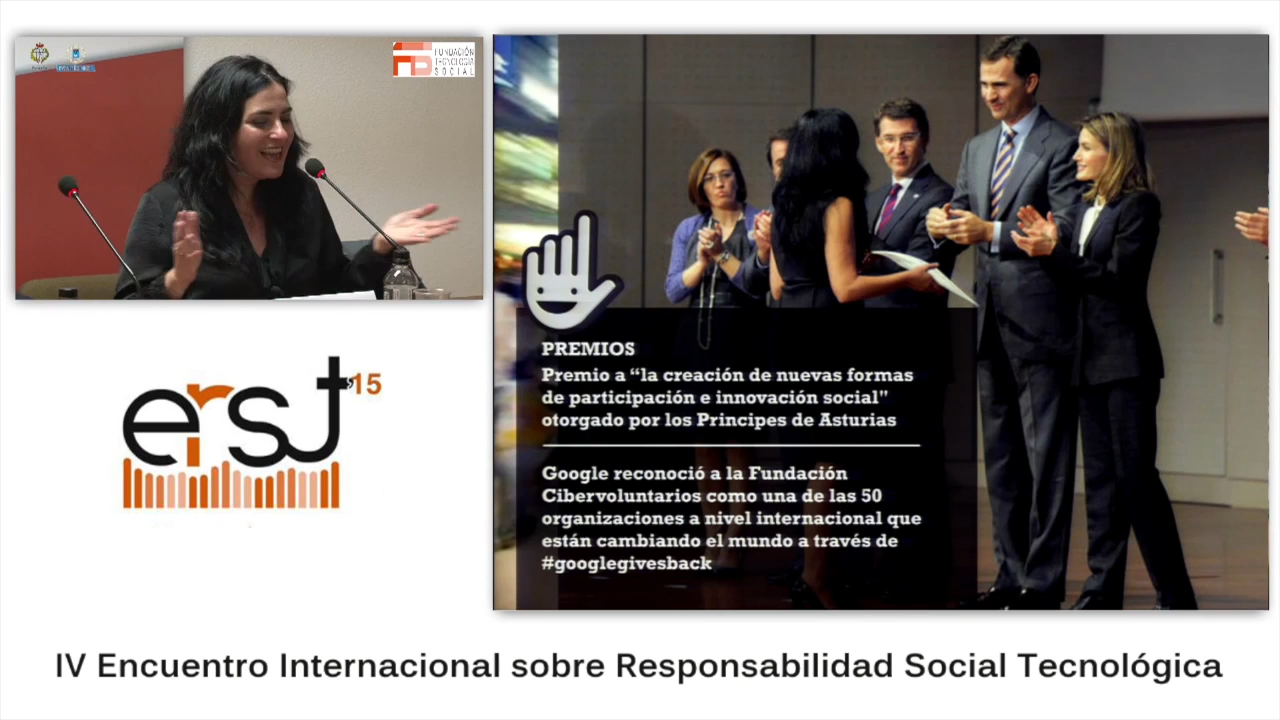 FUNDACIÓN
TECNOLOGÍA
SOCIAL
erst '15
PREMIOS
Premio a “la creación de nuevas formas
de participación e innovación social"
otorgado por los Principes de Asturias
Google reconoció a la Fundación
Cibervoluntarios como una de las 50
organizaciones a nivel internacional que
están cambiando el mundo a través de
#googlegivesback
IV Encuentro Internacional sobre Responsabilidad Social Tecnológica